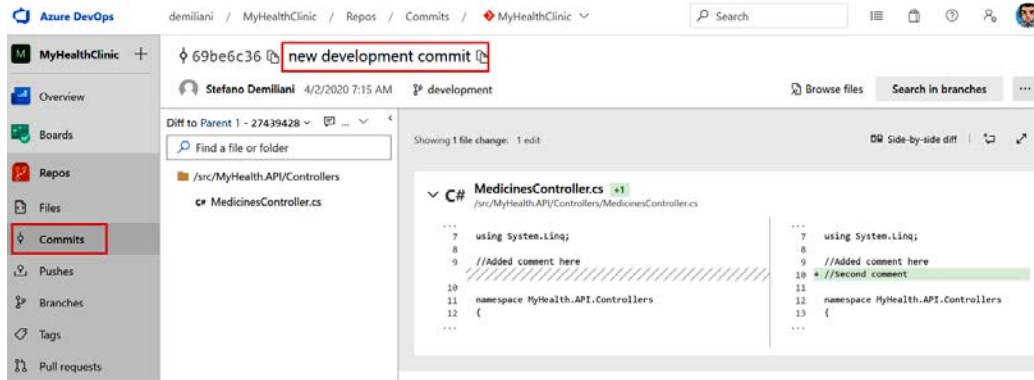 Azure DevOps
demiliani / MyHealthClinic / Repos / Commits / MyHealthClinic
Search
M MyHealthClinic +
69be6c36 new development commit
Stefano Demiliani 4/2/2020 7:15 AM development
Browse files
Search in branches
...
Overview
Boards
Repos
Files
Commits
Pushes
Branches
Tags
Pull requests
Diff to Parent 1 - 27439428 ...
Find a file or folder
/src/MyHealth.API/Controllers
C# MedicinesController.cs
Showing 1 file change: 1 edit
Side-by-side diff
C# MedicinesController.cs +1
/src/MyHealth.API/Controllers/MedicinesController.cs
...
7 using System.Linq;
8
9 //Added comment here
10
11 namespace MyHealth.API.Controllers
12 {
...
...
7 using System.Linq;
8
9 //Added comment here
10 + //Second comment
11
12 namespace MyHealth.API.Controllers
13 {
...